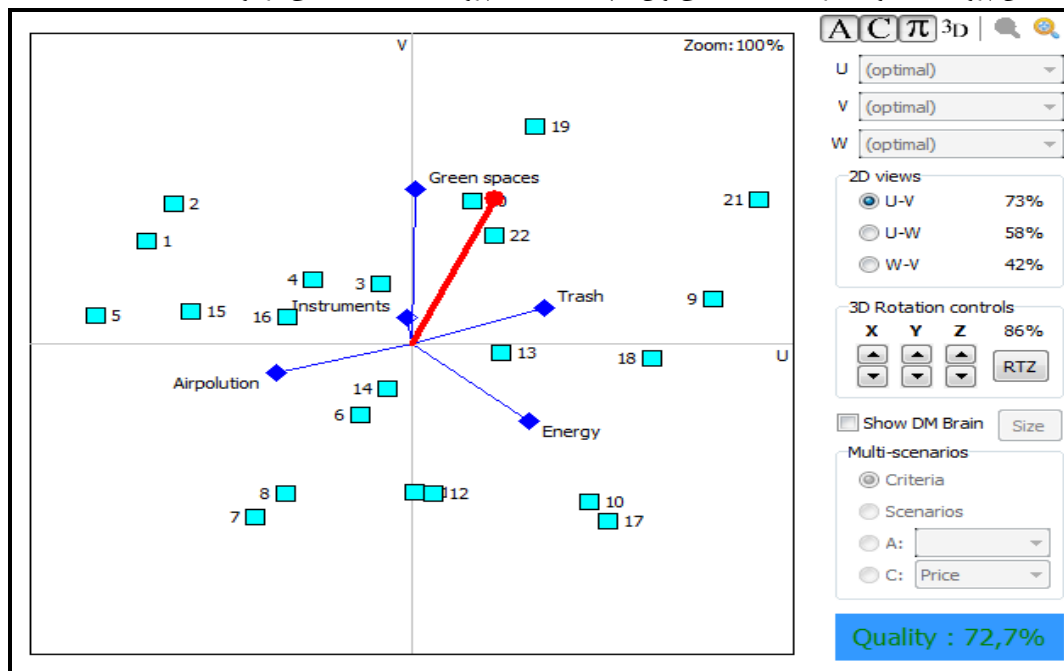 V
Zoom:100%
19
Green spaces
2
21
22
1
4
3
Trash
Instruments
9
5
15
16
13
18
U
Airpolution
14
6
Energy
8
12
7
10
17
A C π 3D
U (optimal)
V (optimal)
W (optimal)
2D views
U-V 73%
U-W 58%
W-V 42%
3D Rotation controls
X Y Z 86%
RTZ
Show DM Brain Size
Multi-scenarios
Criteria
Scenarios
A:
C: Price
Quality : 72,7%